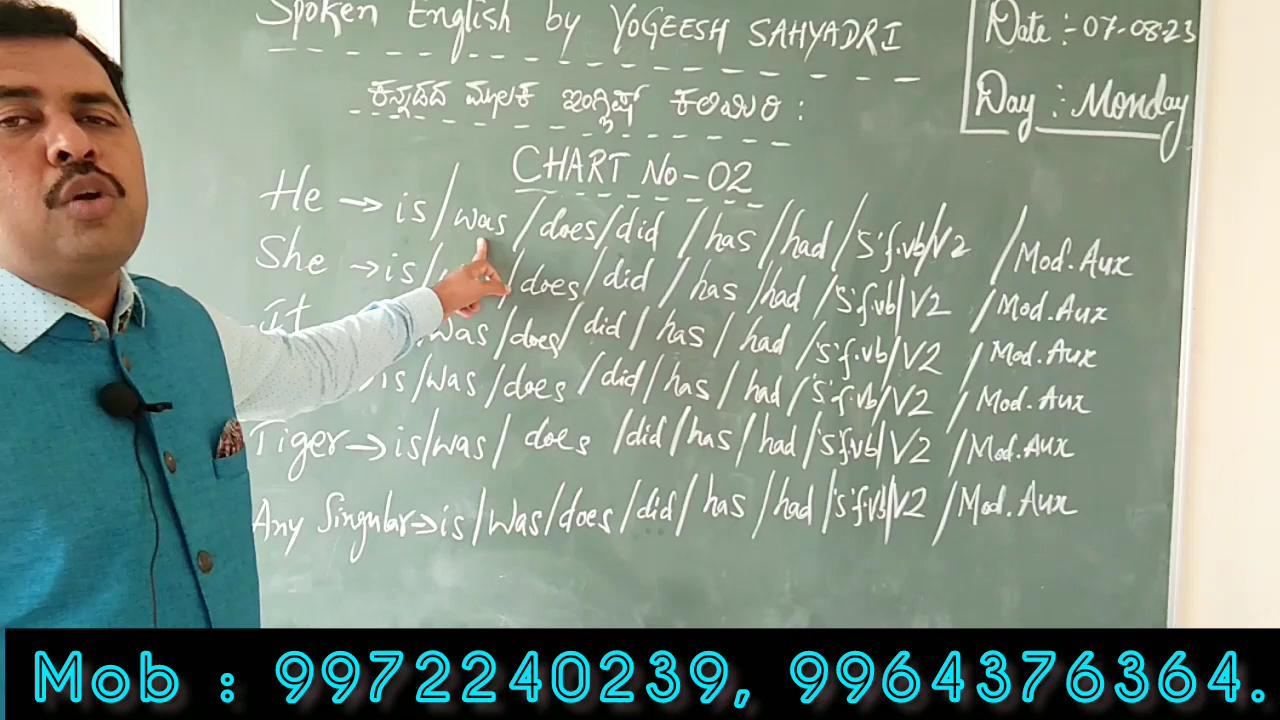 Spoken English by YOGEESH SAHYADRI
Date :- 07-08-23
Day : Monday
ಕನ್ನಡದ ಮೂಲಕ ಇಂಗ್ಲಿಷ್ ಕಲಿಯಿರಿ :
CHART No-02
He → is/was/does/did/has/had/'S'f.vb/V2/Mod.Aux
She → is/ /does/did/has/had/'S'f.vb/V2/Mod.Aux
It was/does/did/has/had/'S'f.vb/V2/Mod.Aux
is/was/does/did/has/had/'S'f.vb/V2/Mod.Aux
Tiger → is/was/does/did/has/had/'S'f.vb/V2/Mod.Aux
Any Singular → is/was/does/did/has/had/'S'f.vb/V2/Mod.Aux
Mob : 9972240239, 9964376364.